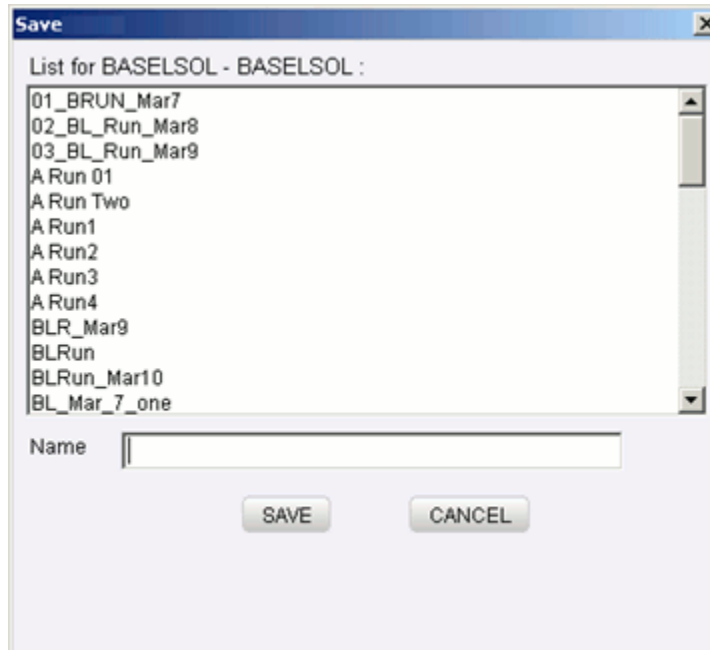 Save
List for BASELSOL - BASELSOL :
01_BRUN_Mar7
02_BL_Run_Mar8
03_BL_Run_Mar9
A Run 01
A Run Two
A Run1
A Run2
A Run3
A Run4
BLR_Mar9
BLRun
BLRun_Mar10
BL_Mar_7_one
Name
SAVE CANCEL